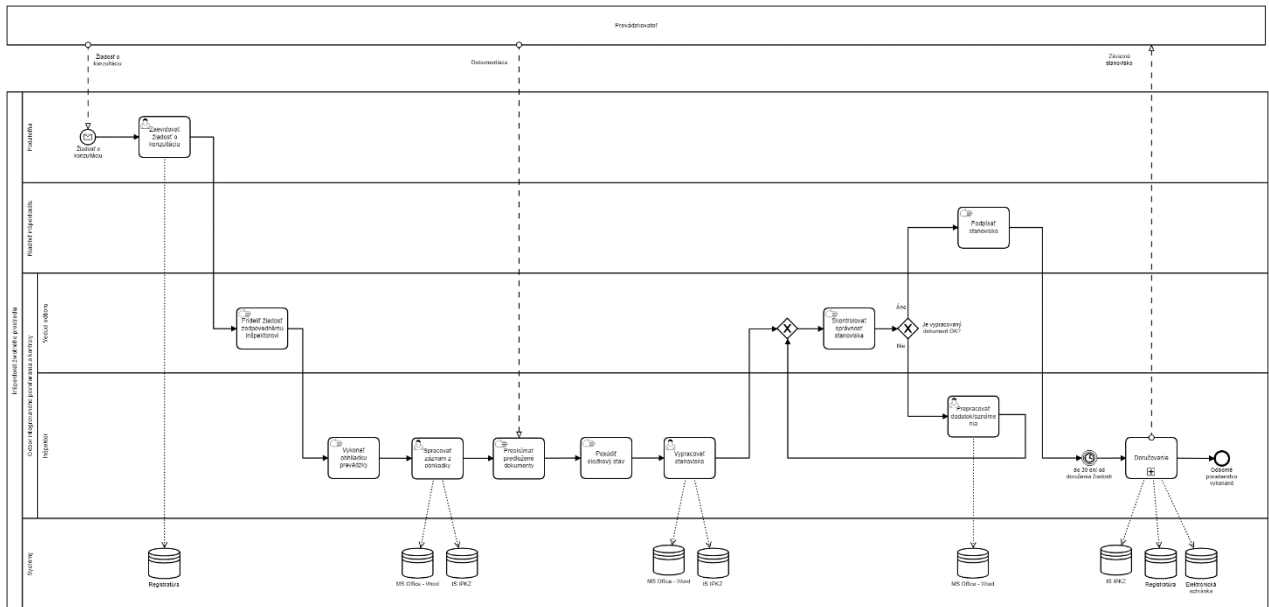 Prevádzkovateľ
Žiadosť o
konzultáciu
Dokumentácia
Záväzné
stanovisko
Inšpektorát životného prostredia
Podateľňa
Žiadosť o
konzultáciu
Zaevidovať
žiadosť o
konzultáciu
Riaditeľ inšpektorátu
Odbor integrovaného povoľovania a kontroly
Vedúci odboru
Inšpektor
Podpísať
stanovisko
Prideliť žiadosť
zodpovednému
inšpektorovi
Skontrolovať
správnosť
stanoviska
Áno
Je vypracovaný
dokument OK?
Nie
Prepracovať
dodatok/oznáme
nia
Vykonať
obhliadku
prevádzky
Spracovať
záznam z
obhliadky
Preskúmať
predložené
dokumenty
Posúdiť
skutkový stav
Vypracovať
stanovisko
do 30 dní od
doručenia žiadosti
Doručovanie
Odborné
poradenstvo
vykonané
Systémy
Registratúra
MS Office - Word
IS IPKZ
MS Office - Word
IS IPKZ
MS Office - Word
IS IPKZ
Registratúra
Elektronická
schránka